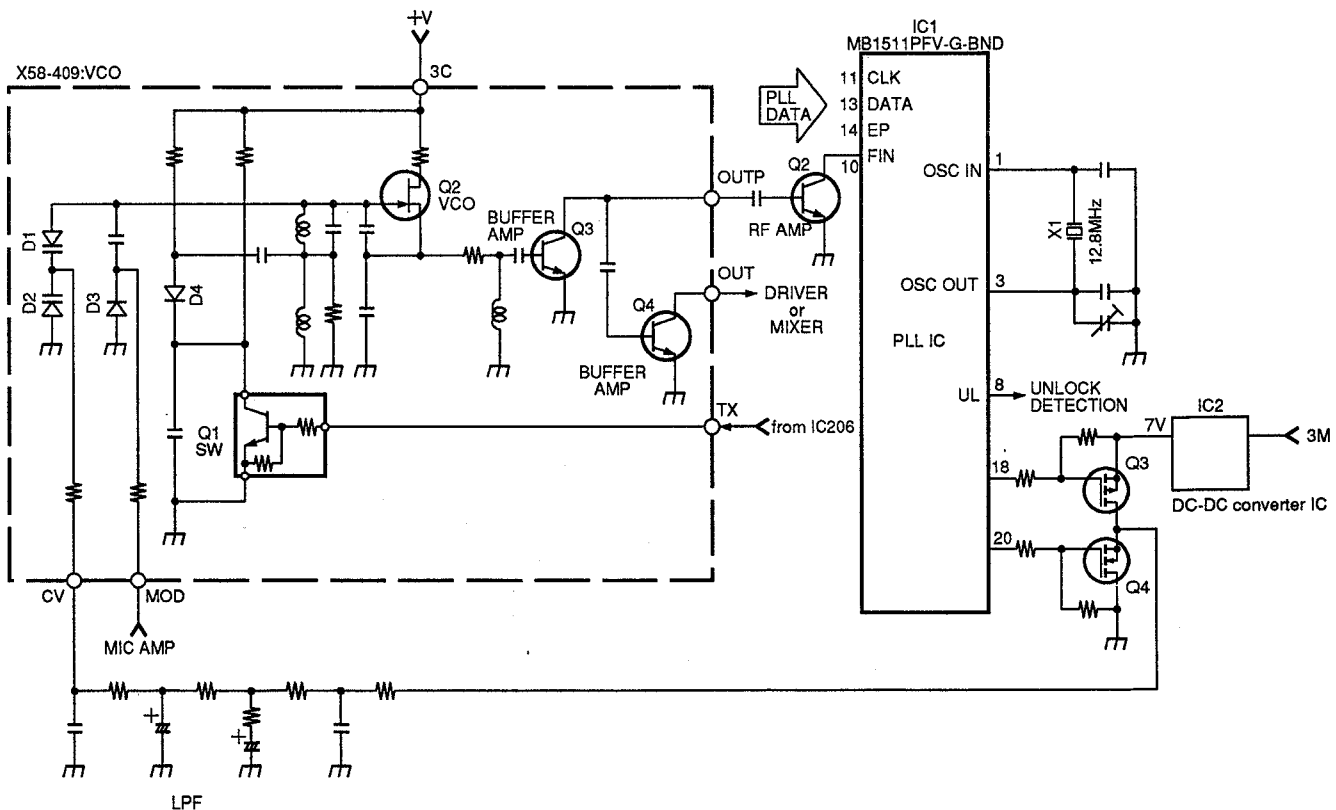 +V
IC1
MB1511PFV-G-BND
X58-409:VCO
3C
11 CLK
13 DATA
14 EP
10 FIN
PLL
DATA
OSC IN
1
Q2
VCO
OUTP
Q2
RF AMP
BUFFER
AMP
Q3
D1
D2
D3
D4
X1
12.8MHz
OUT
DRIVER
or
MIXER
OSC OUT
3
Q4
BUFFER
AMP
PLL IC
UL
8
UNLOCK
DETECTION
TX
from IC206
Q1
SW
IC2
7V
3M
18
Q3
DC-DC converter IC
20
Q4
CV
MOD
MIC AMP
+
+
LPF